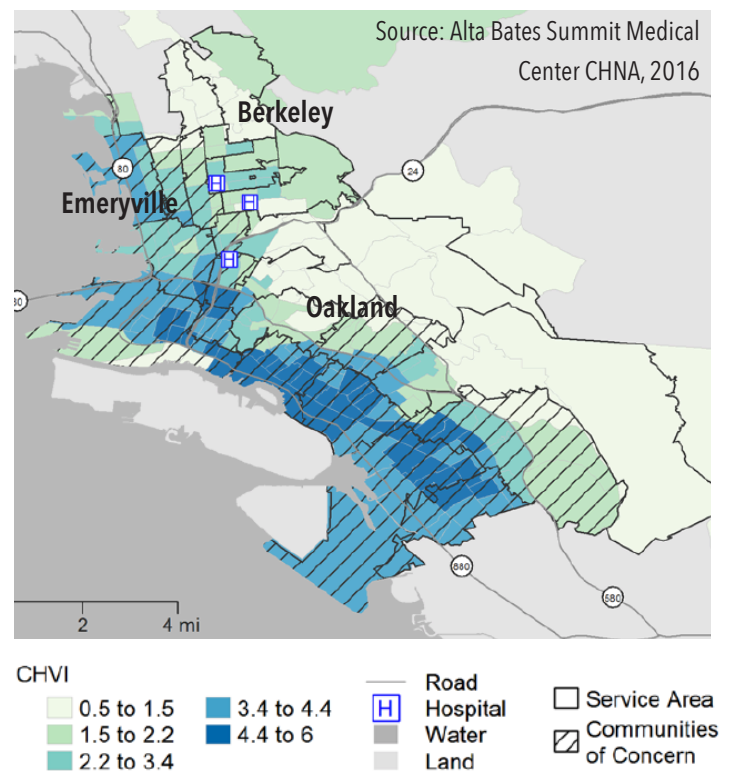 Source: Alta Bates Summit Medical
Center CHNA, 2016
Berkeley
80
24
Emeryville
H
H
H
80
Oakland
880
580
2 4 mi
CHVI
0.5 to 1.5
1.5 to 2.2
2.2 to 3.4
3.4 to 4.4
4.4 to 6
Road
H Hospital
Water
Land
Service Area
Communities
of Concern